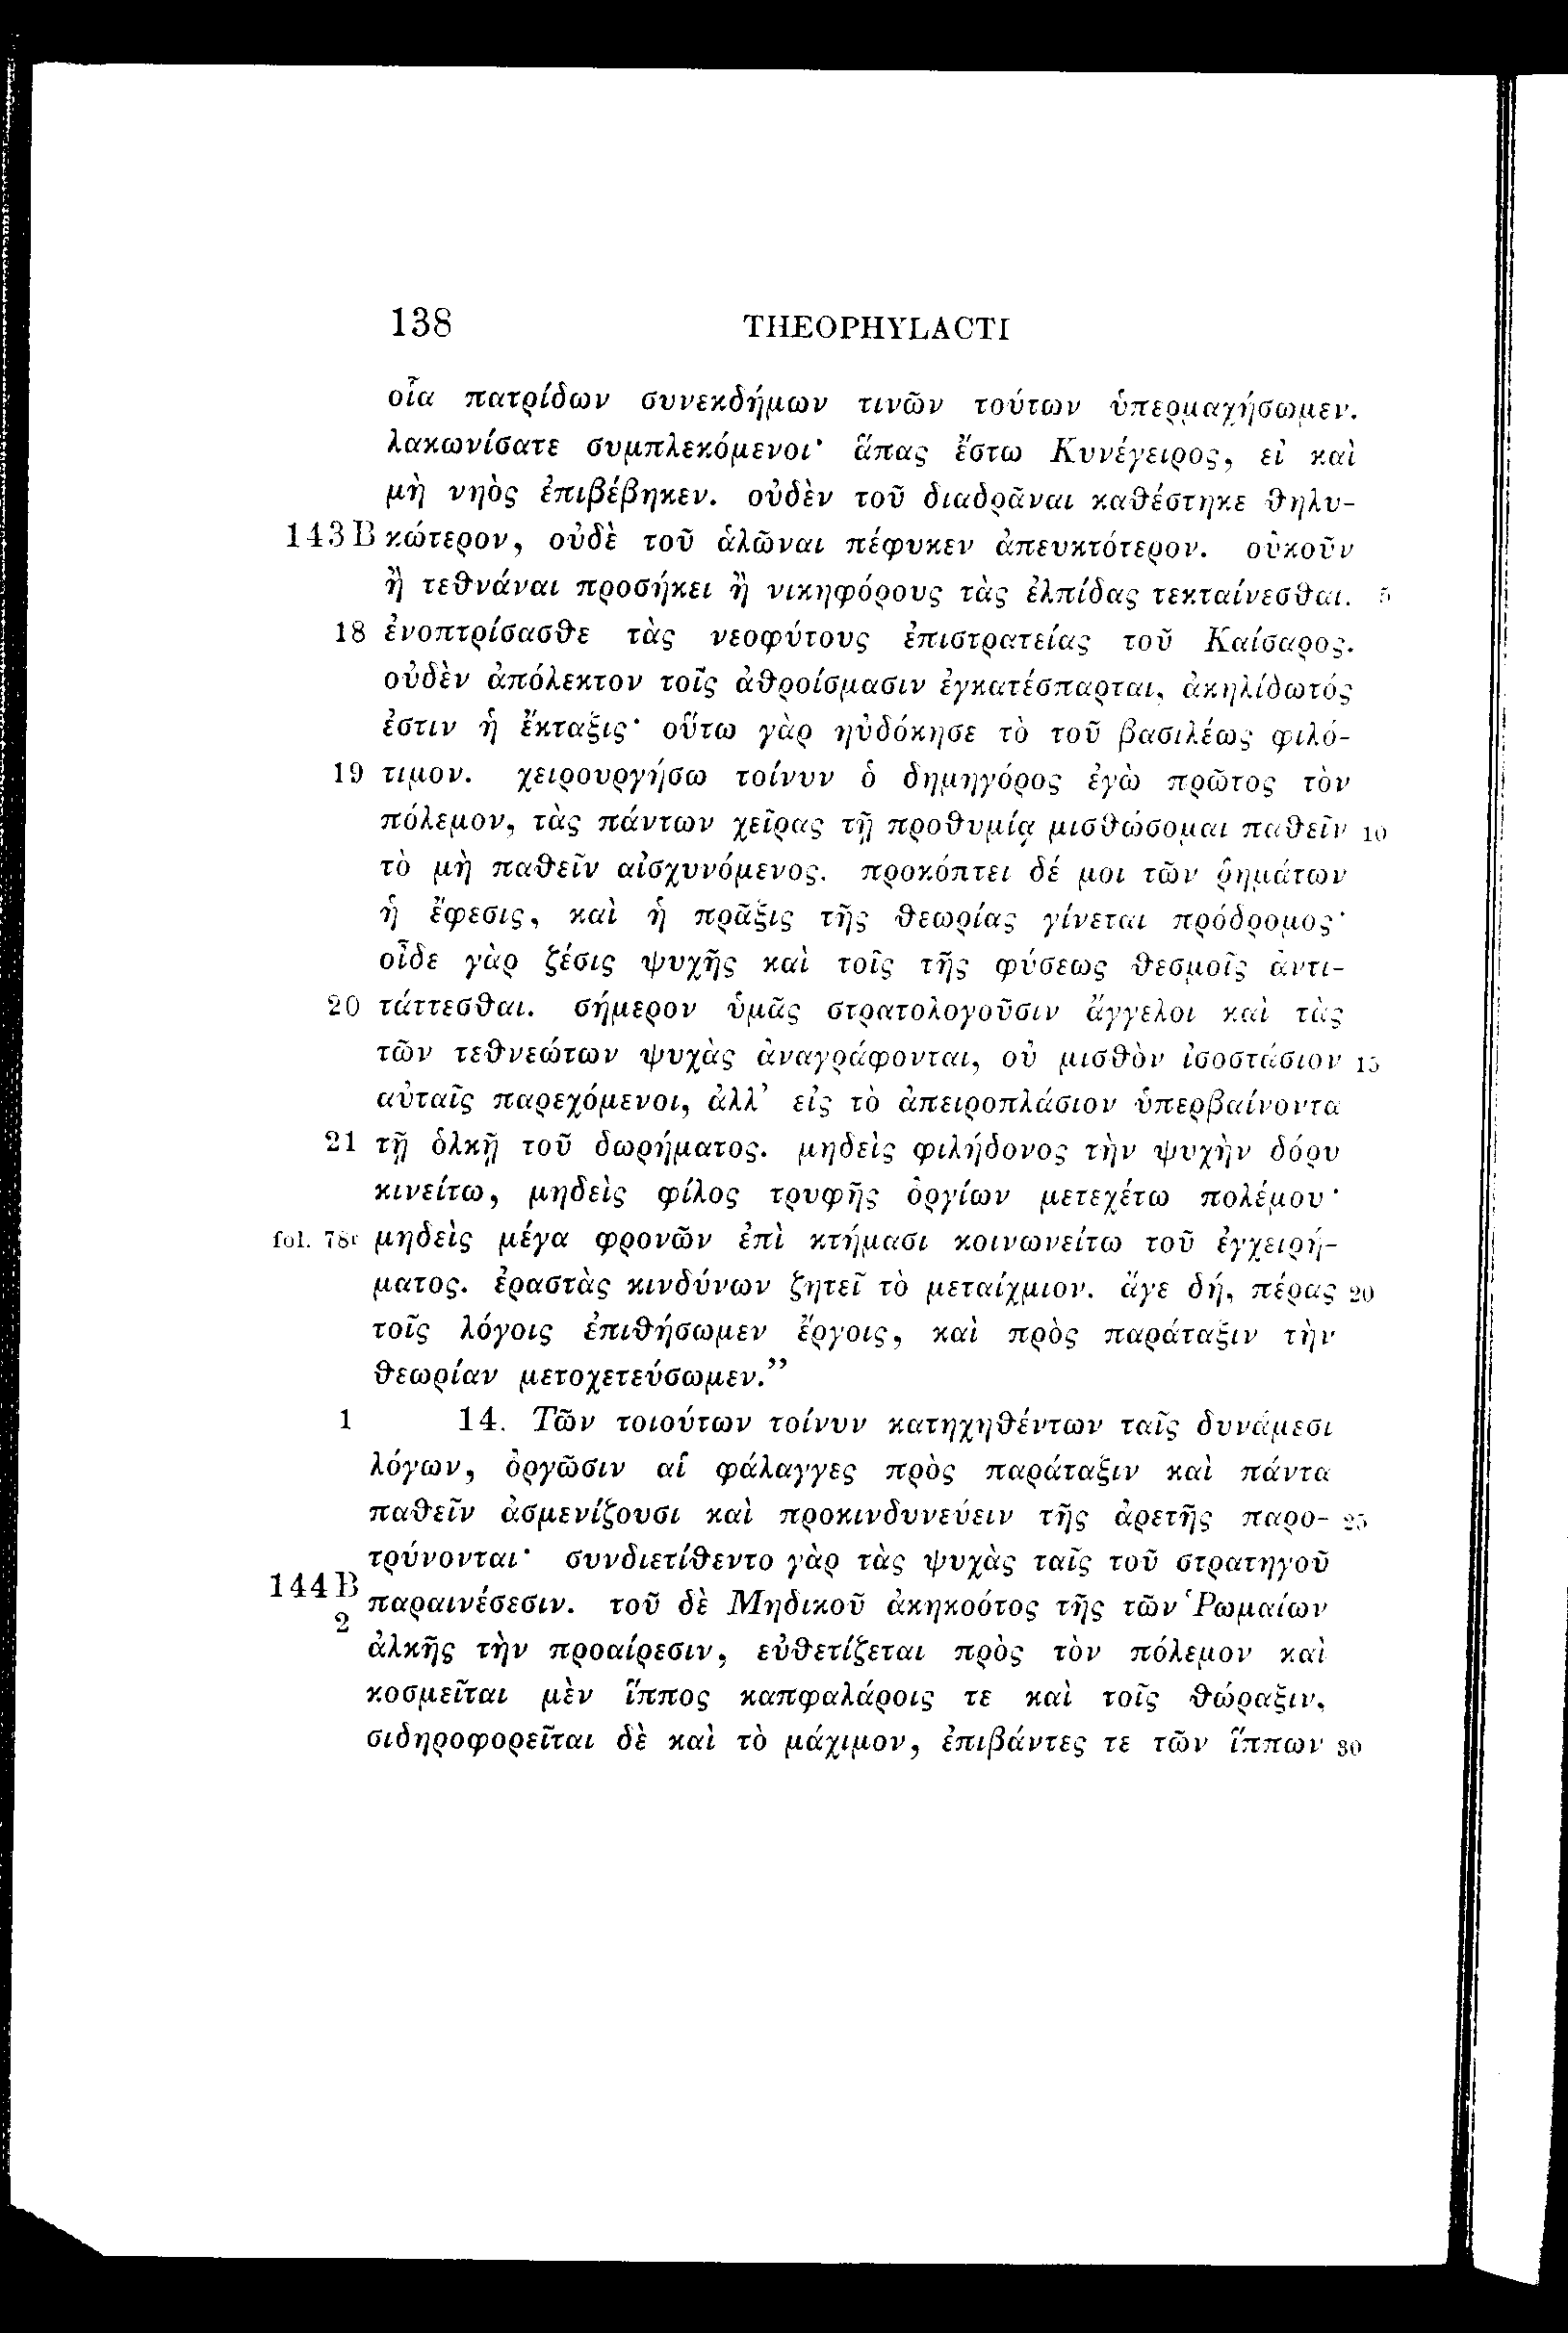 138 THEOPHYLACTI
οἷα πατρίδων συνεκδήμων τινῶν τούτων ὑπερμαχήσωμεν.
λακωνίσατε συμπλεκόμενοι· ἅπας ἔστω Κυνέγειρος, εἰ καὶ
μὴ νηὸς ἐπιβέβηκεν. οὐδὲν τοῦ διαδρᾶναι καθέστηκε θηλυ-
143B κώτερον, οὐδὲ τοῦ ἁλῶναι πέφυκεν ἀπευκτότερον. οὐκοῦν
ἢ τεθνάναι προσήκει ἢ νικηφόρους τὰς ἐλπίδας τεκταίνεσθαι. 5
18 ἐνοπτρίσασθε τὰς νεοφύτους ἐπιστρατείας τοῦ Καίσαρος.
οὐδὲν ἀπόλεκτον τοῖς ἀθροίσμασιν ἐγκατέσπαρται, ἀκηλίδωτός
ἐστιν ἡ ἔκταξις· οὕτω γὰρ ηὐδόκησε τὸ τοῦ βασιλέως φιλό-
19 τιμον. χειρουργήσω τοίνυν ὁ δημηγόρος ἐγὼ πρῶτος τὸν
πόλεμον, τὰς πάντων χεῖρας τῇ προθυμίᾳ μισθώσομαι παθεῖν 10
τὸ μὴ παθεῖν αἰσχυνόμενος. προκόπτει δέ μοι τῶν ῥημάτων
ἡ ἔφεσις, καὶ ἡ πρᾶξις τῆς θεωρίας γίνεται πρόδρομος·
οἶδε γὰρ ζέσις ψυχῆς καὶ τοῖς τῆς φύσεως θεσμοῖς ἀντι-
20 τάττεσθαι. σήμερον ὑμᾶς στρατολογοῦσιν ἄγγελοι καὶ τὰς
τῶν τεθνεώτων ψυχὰς ἀναγράφονται, οὐ μισθὸν ἰσοστάσιον 15
αὐταῖς παρεχόμενοι, ἀλλ’ εἰς τὸ ἀπειροπλάσιον ὑπερβαίνοντα
21 τῇ ὁλκῇ τοῦ δωρήματος. μηδεὶς φιλήδονος τὴν ψυχὴν δόρυ
κινείτω, μηδεὶς φίλος τρυφῆς ὀργίων μετεχέτω πολέμου·
fol. 78r μηδεὶς μέγα φρονῶν ἐπὶ κτήμασι κοινωνείτω τοῦ ἐγχειρή-
ματος. ἐραστὰς κινδύνων ζητεῖ τὸ μεταίχμιον. ἄγε δή, πέρας 20
τοῖς λόγοις ἐπιθήσωμεν ἔργοις, καὶ πρὸς παράταξιν τὴν
θεωρίαν μετοχετεύσωμεν.”
1 14. Τῶν τοιούτων τοίνυν κατηχηθέντων ταῖς δυνάμεσι
λόγων, ὀργῶσιν αἱ φάλαγγες πρὸς παράταξιν καὶ πάντα
παθεῖν ἀσμενίζουσι καὶ προκινδυνεύειν τῆς ἀρετῆς παρο- 25
τρύνονται· συνδιετίθεντο γὰρ τὰς ψυχὰς ταῖς τοῦ στρατηγοῦ
144B 2 παραινέσεσιν. τοῦ δὲ Μηδικοῦ ἀκηκοότος τῆς τῶν Ῥωμαίων
ἀλκῆς τὴν προαίρεσιν, εὐθετίζεται πρὸς τὸν πόλεμον καὶ
κοσμεῖται μὲν ἵππος καπφαλάροις τε καὶ τοῖς θώραξιν,
σιδηροφορεῖται δὲ καὶ τὸ μάχιμον, ἐπιβάντες τε τῶν ἵππων 30